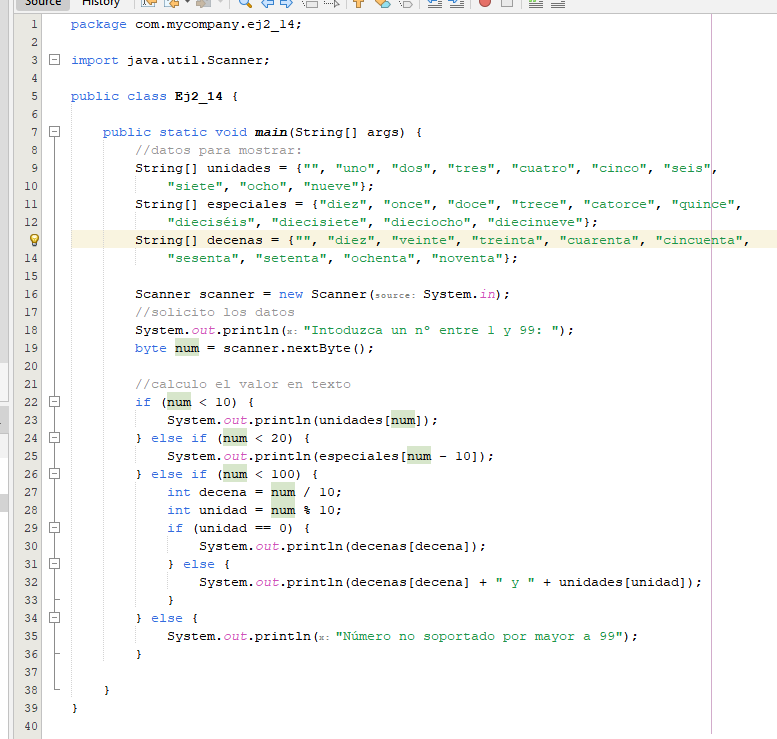 Source History
1 package com.mycompany.ej2_14;
2
3 import java.util.Scanner;
4
5 public class Ej2_14 {
6
7 public static void main(String[] args) {
8 //datos para mostrar:
9 String[] unidades = {"", "uno", "dos", "tres", "cuatro", "cinco", "seis",
10 "siete", "ocho", "nueve"};
11 String[] especiales = {"diez", "once", "doce", "trece", "catorce", "quince",
12 "dieciséis", "diecisiete", "dieciocho", "diecinueve"};
String[] decenas = {"", "diez", "veinte", "treinta", "cuarenta", "cincuenta",
14 "sesenta", "setenta", "ochenta", "noventa"};
15
16 Scanner scanner = new Scanner(source: System.in);
17 //solicito los datos
18 System.out.println(x: "Intoduzca un nº entre 1 y 99: ");
19 byte num = scanner.nextByte();
20
21 //calculo el valor en texto
22 if (num < 10) {
23 System.out.println(unidades[num]);
24 } else if (num < 20) {
25 System.out.println(especiales[num - 10]);
26 } else if (num < 100) {
27 int decena = num / 10;
28 int unidad = num % 10;
29 if (unidad == 0) {
30 System.out.println(decenas[decena]);
31 } else {
32 System.out.println(decenas[decena] + " y " + unidades[unidad]);
33 }
34 } else {
35 System.out.println(x: "Número no soportado por mayor a 99");
36 }
37
38 }
39 }
40